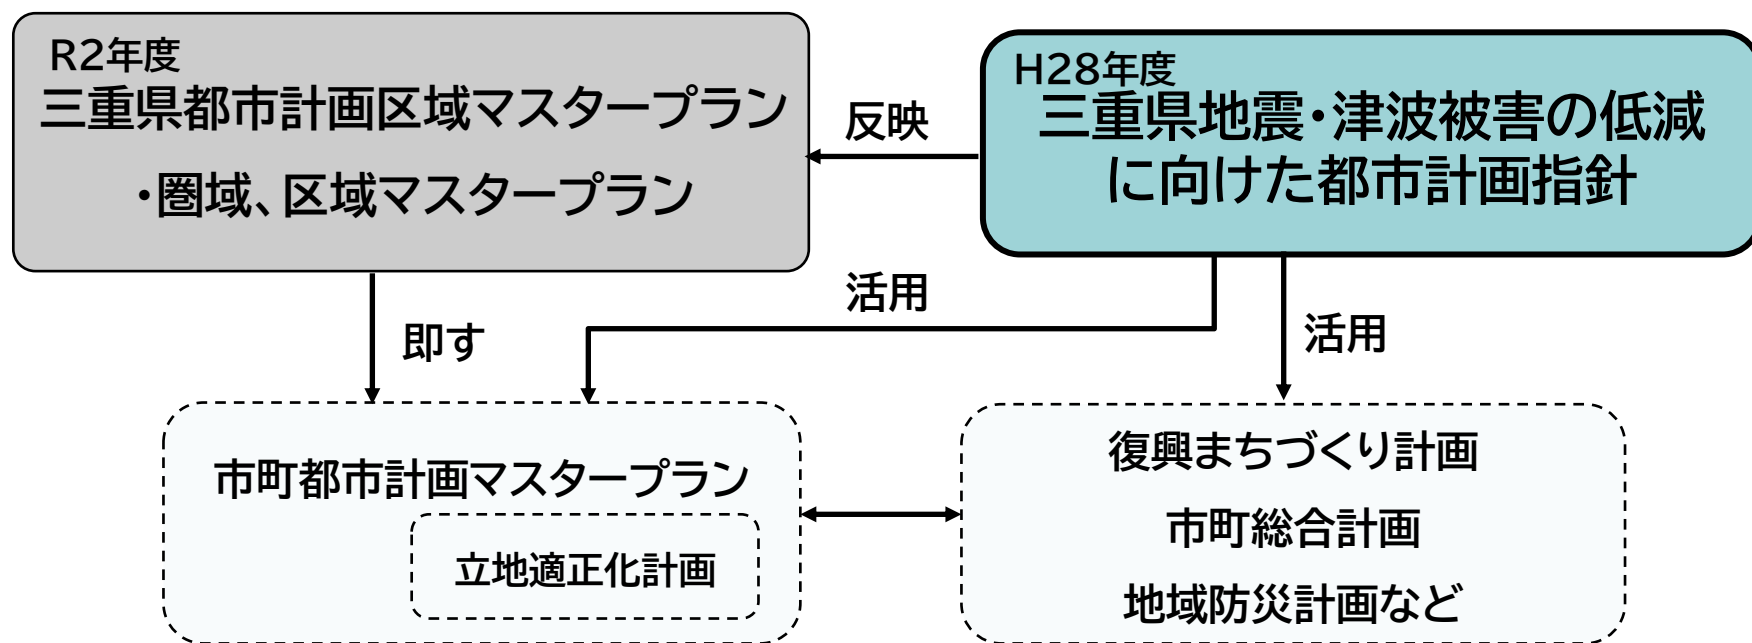 R2年度
三重県都市計画区域マスタープラン
・圏域、区域マスタープラン
反映
H28年度
三重県地震・津波被害の低減
に向けた都市計画指針
即す
活用
活用
市町都市計画マスタープラン
立地適正化計画
復興まちづくり計画
市町総合計画
地域防災計画など